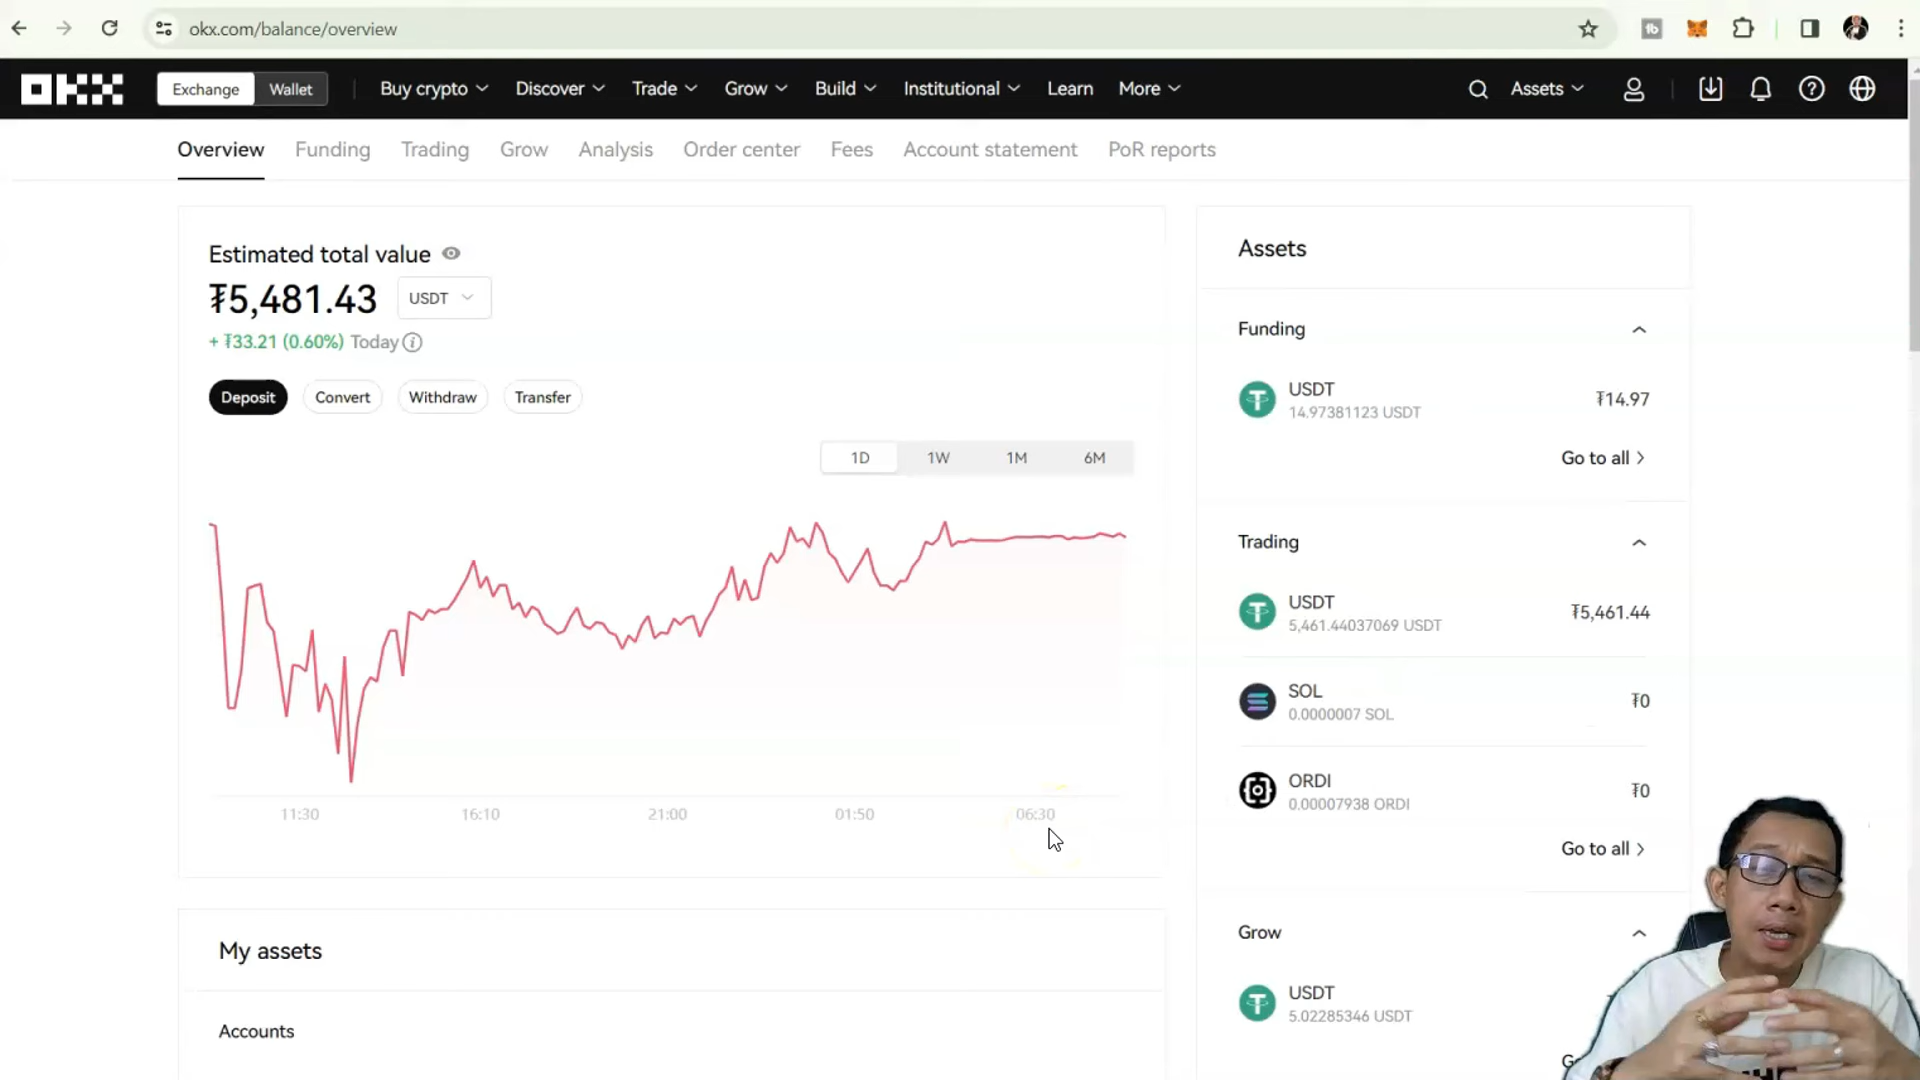 okx.com/balance/overview
OKX
Exchange Wallet Buy crypto Discover Trade Grow Build Institutional Learn More Assets
Overview Funding Trading Grow Analysis Order center Fees Account statement PoR reports
Estimated total value
₮5,481.43 USDT
+ ₮33.21 (0.60%) Today
Deposit Convert Withdraw Transfer
1D 1W 1M 6M
11:30 16:10 21:00 01:50 06:30
My assets
Accounts
Assets
Funding
USDT
14.97381123 USDT
₮14.97
Go to all
Trading
USDT
5,461.44037069 USDT
₮5,461.44
SOL
0.0000007 SOL
₮0
ORDI
0.00007938 ORDI
₮0
Go to all
Grow
USDT
5.02285346 USDT